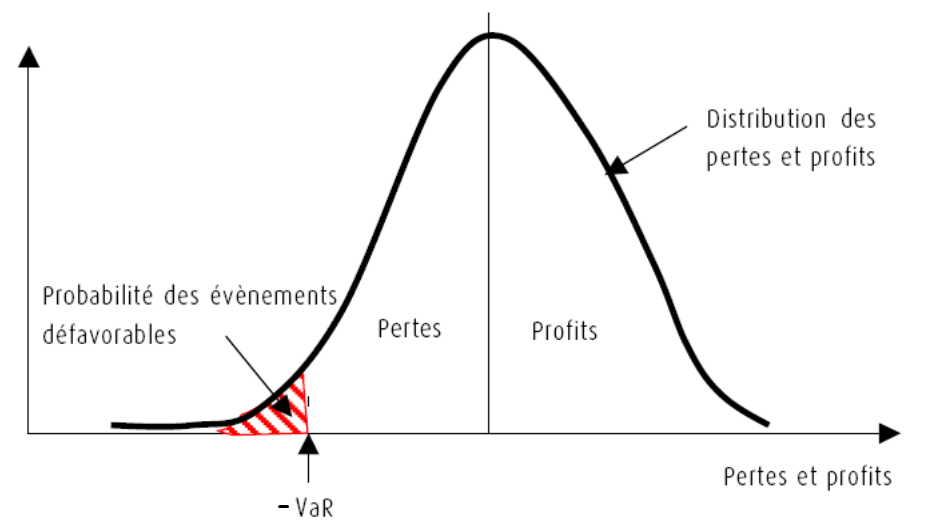 Distribution des
pertes et profits
Probabilité des évènements
défavorables
Pertes
Profits
Pertes et profits
- VaR